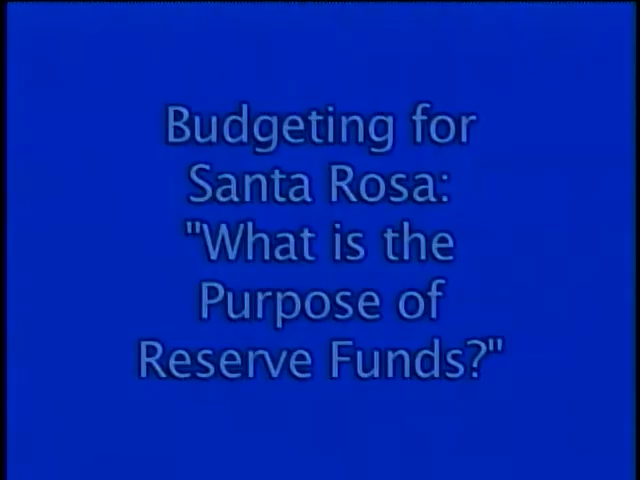 Budgeting for
Santa Rosa:
"What is the
Purpose of
Reserve Funds?"